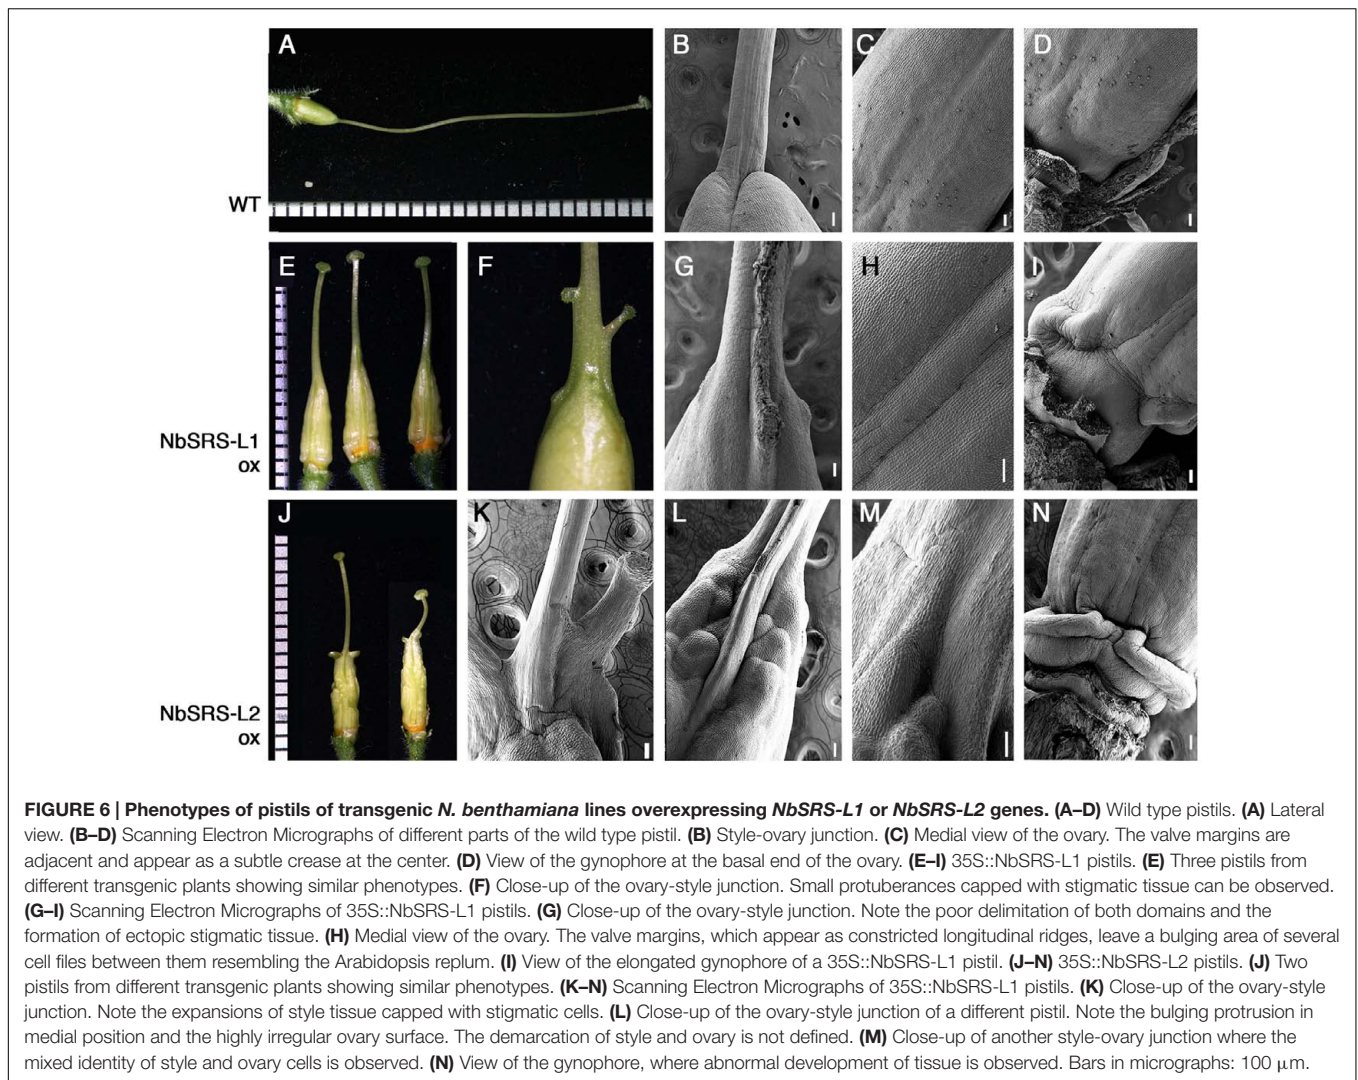 A
B
C
D
WT
E
F
G
H
I
NbSRS-L1
ox
J
K
L
M
N
NbSRS-L2
ox
FIGURE 6 | Phenotypes of pistils of transgenic N. benthamiana lines overexpressing NbSRS-L1 or NbSRS-L2 genes. (A–D) Wild type pistils. (A) Lateral
view. (B–D) Scanning Electron Micrographs of different parts of the wild type pistil. (B) Style-ovary junction. (C) Medial view of the ovary. The valve margins are
adjacent and appear as a subtle crease at the center. (D) View of the gynophore at the basal end of the ovary. (E–I) 35S::NbSRS-L1 pistils. (E) Three pistils from
different transgenic plants showing similar phenotypes. (F) Close-up of the ovary-style junction. Small protuberances capped with stigmatic tissue can be observed.
(G–I) Scanning Electron Micrographs of 35S::NbSRS-L1 pistils. (G) Close-up of the ovary-style junction. Note the poor delimitation of both domains and the
formation of ectopic stigmatic tissue. (H) Medial view of the ovary. The valve margins, which appear as constricted longitudinal ridges, leave a bulging area of several
cell files between them resembling the Arabidopsis replum. (I) View of the elongated gynophore of a 35S::NbSRS-L1 pistil. (J–N) 35S::NbSRS-L2 pistils. (J) Two
pistils from different transgenic plants showing similar phenotypes. (K–N) Scanning Electron Micrographs of 35S::NbSRS-L1 pistils. (K) Close-up of the ovary-style
junction. Note the expansions of style tissue capped with stigmatic cells. (L) Close-up of the ovary-style junction of a different pistil. Note the bulging protrusion in
medial position and the highly irregular ovary surface. The demarcation of style and ovary is not defined. (M) Close-up of another style-ovary junction where the
mixed identity of style and ovary cells is observed. (N) View of the gynophore, where abnormal development of tissue is observed. Bars in micrographs: 100 μm.